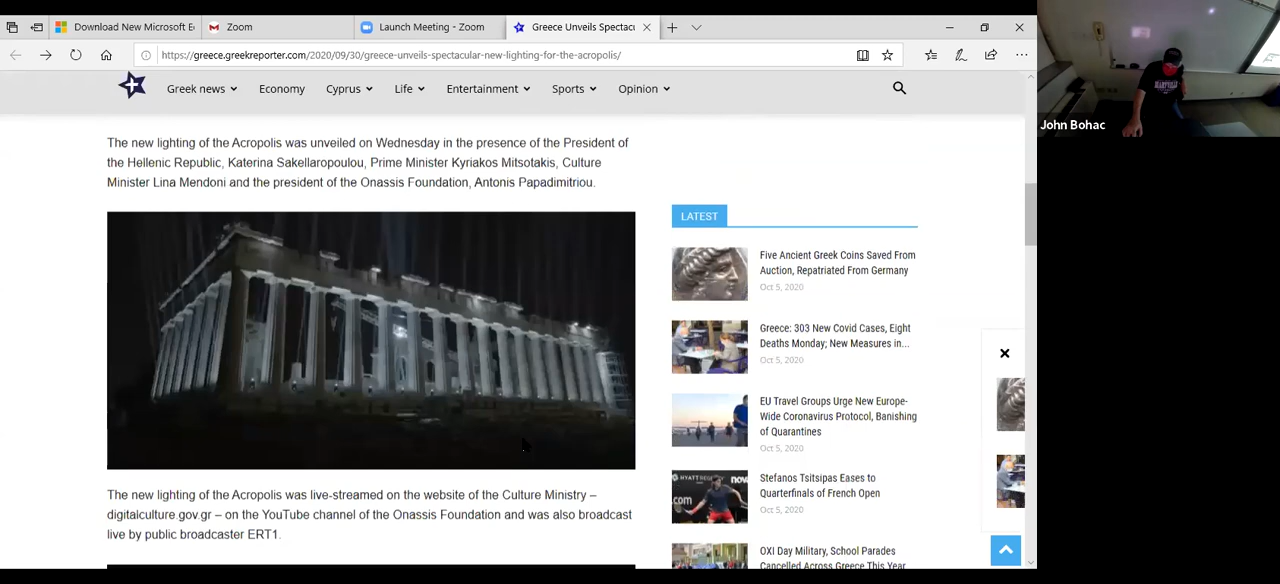 Download New Microsoft E
Zoom
Launch Meeting - Zoom
Greece Unveils Spectacu
https://greece.greekreporter.com/2020/09/30/greece-unveils-spectacular-new-lighting-for-the-acropolis/
Greek news
Economy
Cyprus
Life
Entertainment
Sports
Opinion
John Bohac
The new lighting of the Acropolis was unveiled on Wednesday in the presence of the President of
the Hellenic Republic, Katerina Sakellaropoulou, Prime Minister Kyriakos Mitsotakis, Culture
Minister Lina Mendoni and the president of the Onassis Foundation, Antonis Papadimitriou.
The new lighting of the Acropolis was live-streamed on the website of the Culture Ministry –
digitalculture.gov.gr – on the YouTube channel of the Onassis Foundation and was also broadcast
live by public broadcaster ERT1.
LATEST
Five Ancient Greek Coins Saved From
Auction, Repatriated From Germany
Oct 5, 2020
Greece: 303 New Covid Cases, Eight
Deaths Monday; New Measures in...
Oct 5, 2020
EU Travel Groups Urge New Europe-
Wide Coronavirus Protocol, Banishing
of Quarantines
Oct 5, 2020
Stefanos Tsitsipas Eases to
Quarterfinals of French Open
Oct 5, 2020
OXI Day Military, School Parades
Cancelled Across Greece This Year